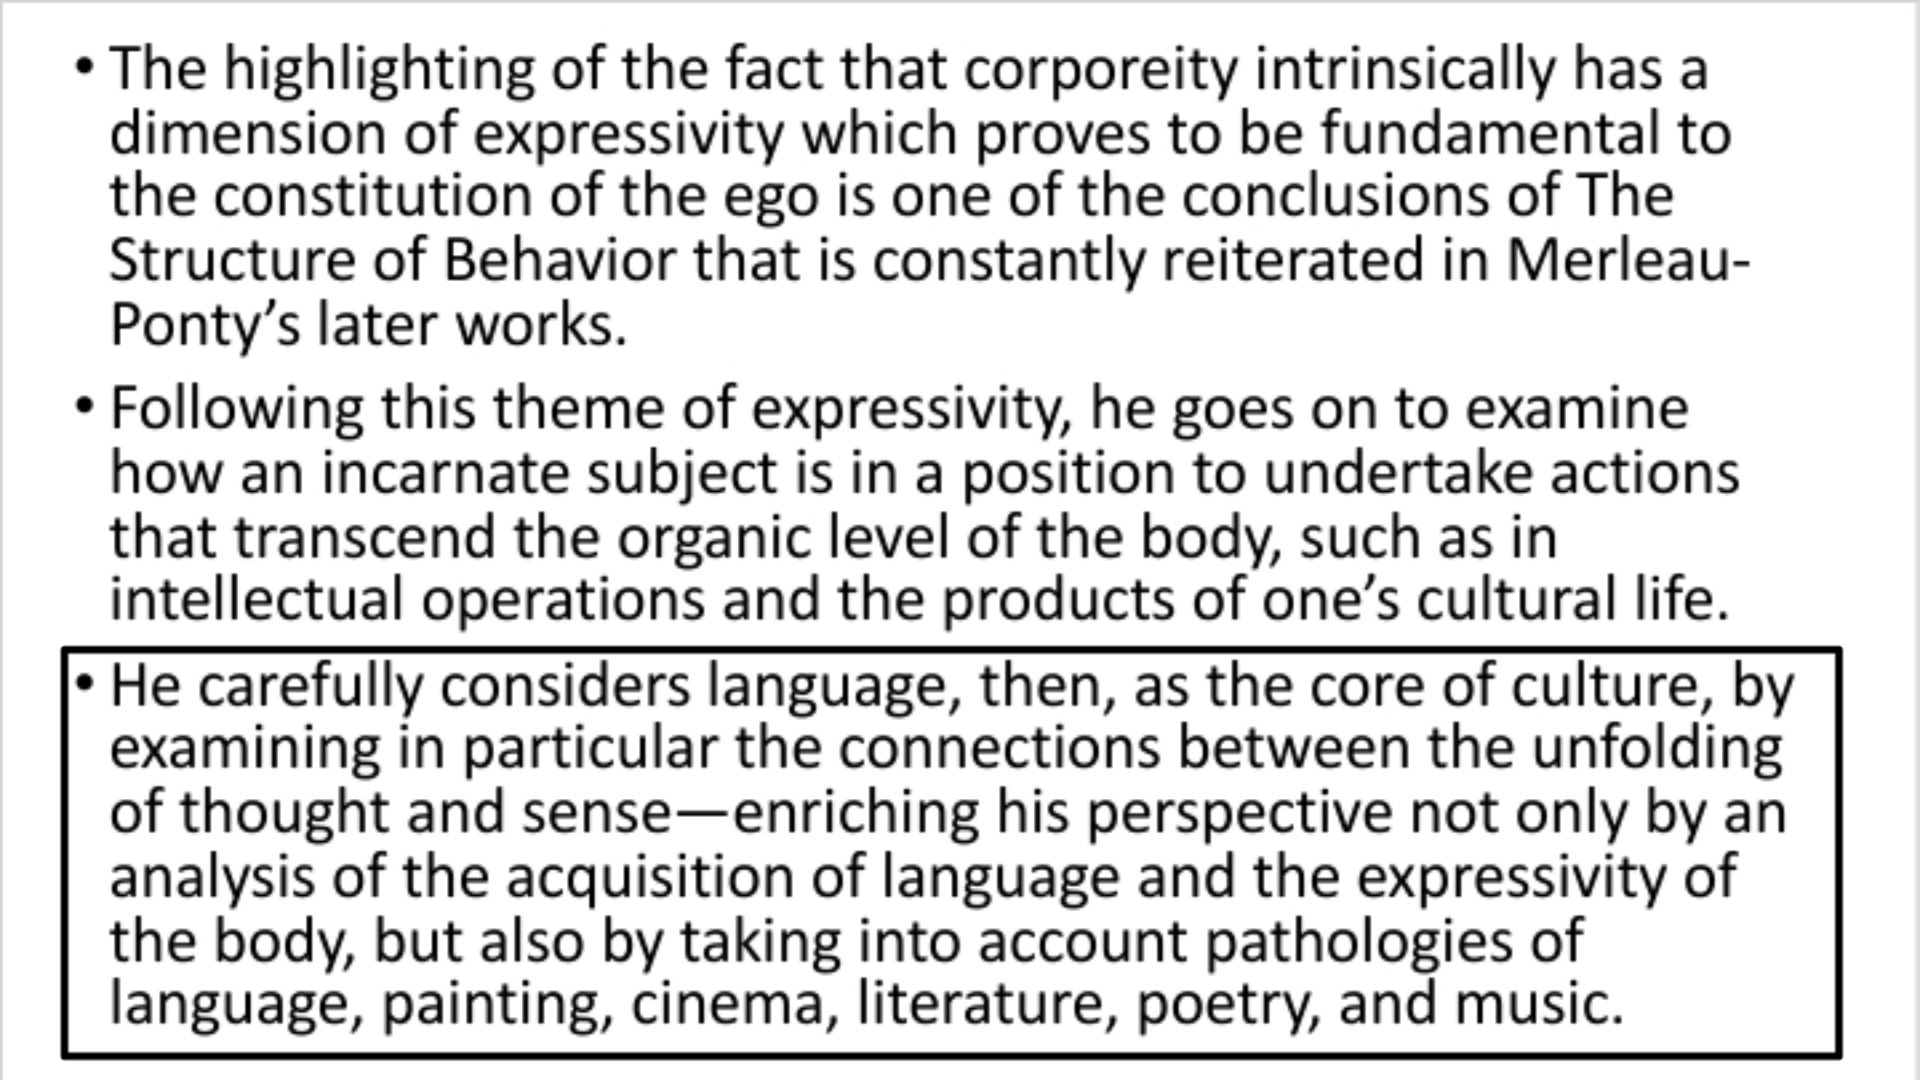 • The highlighting of the fact that corporeity intrinsically has a
dimension of expressivity which proves to be fundamental to
the constitution of the ego is one of the conclusions of The
Structure of Behavior that is constantly reiterated in Merleau-
Ponty’s later works.
• Following this theme of expressivity, he goes on to examine
how an incarnate subject is in a position to undertake actions
that transcend the organic level of the body, such as in
intellectual operations and the products of one’s cultural life.
• He carefully considers language, then, as the core of culture, by
examining in particular the connections between the unfolding
of thought and sense—enriching his perspective not only by an
analysis of the acquisition of language and the expressivity of
the body, but also by taking into account pathologies of
language, painting, cinema, literature, poetry, and music.